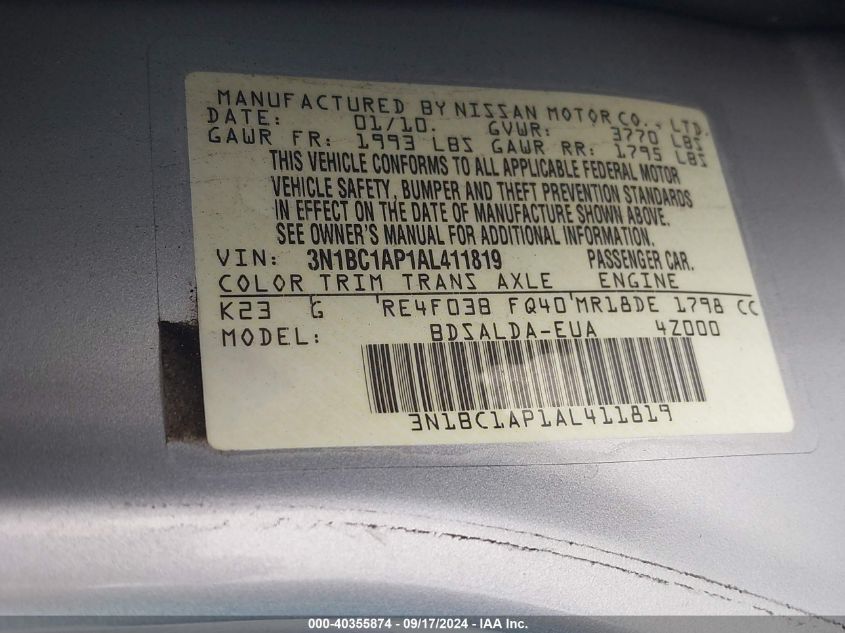 MANUFACTURED BY NISSAN MOTOR CO., LTD.
DATE: 01/10. GVWR: 3770 LBS
GAWR FR: 1993 LBS GAWR RR: 1795 LBS
THIS VEHICLE CONFORMS TO ALL APPLICABLE FEDERAL MOTOR
VEHICLE SAFETY, BUMPER AND THEFT PREVENTION STANDARDS
IN EFFECT ON THE DATE OF MANUFACTURE SHOWN ABOVE.
SEE OWNER'S MANUAL FOR ADDITIONAL INFORMATION.
VIN: 3N1BC1AP1AL411819 PASSENGER CAR.
COLOR TRIM TRANS AXLE ENGINE
K23 G RE4F03B FQ40 MR18DE 1798 CC
MODEL: BDSALDA-EUA 4Z000
3N1BC1AP1AL411819
000-40355874 - 09/17/2024 - IAA Inc.